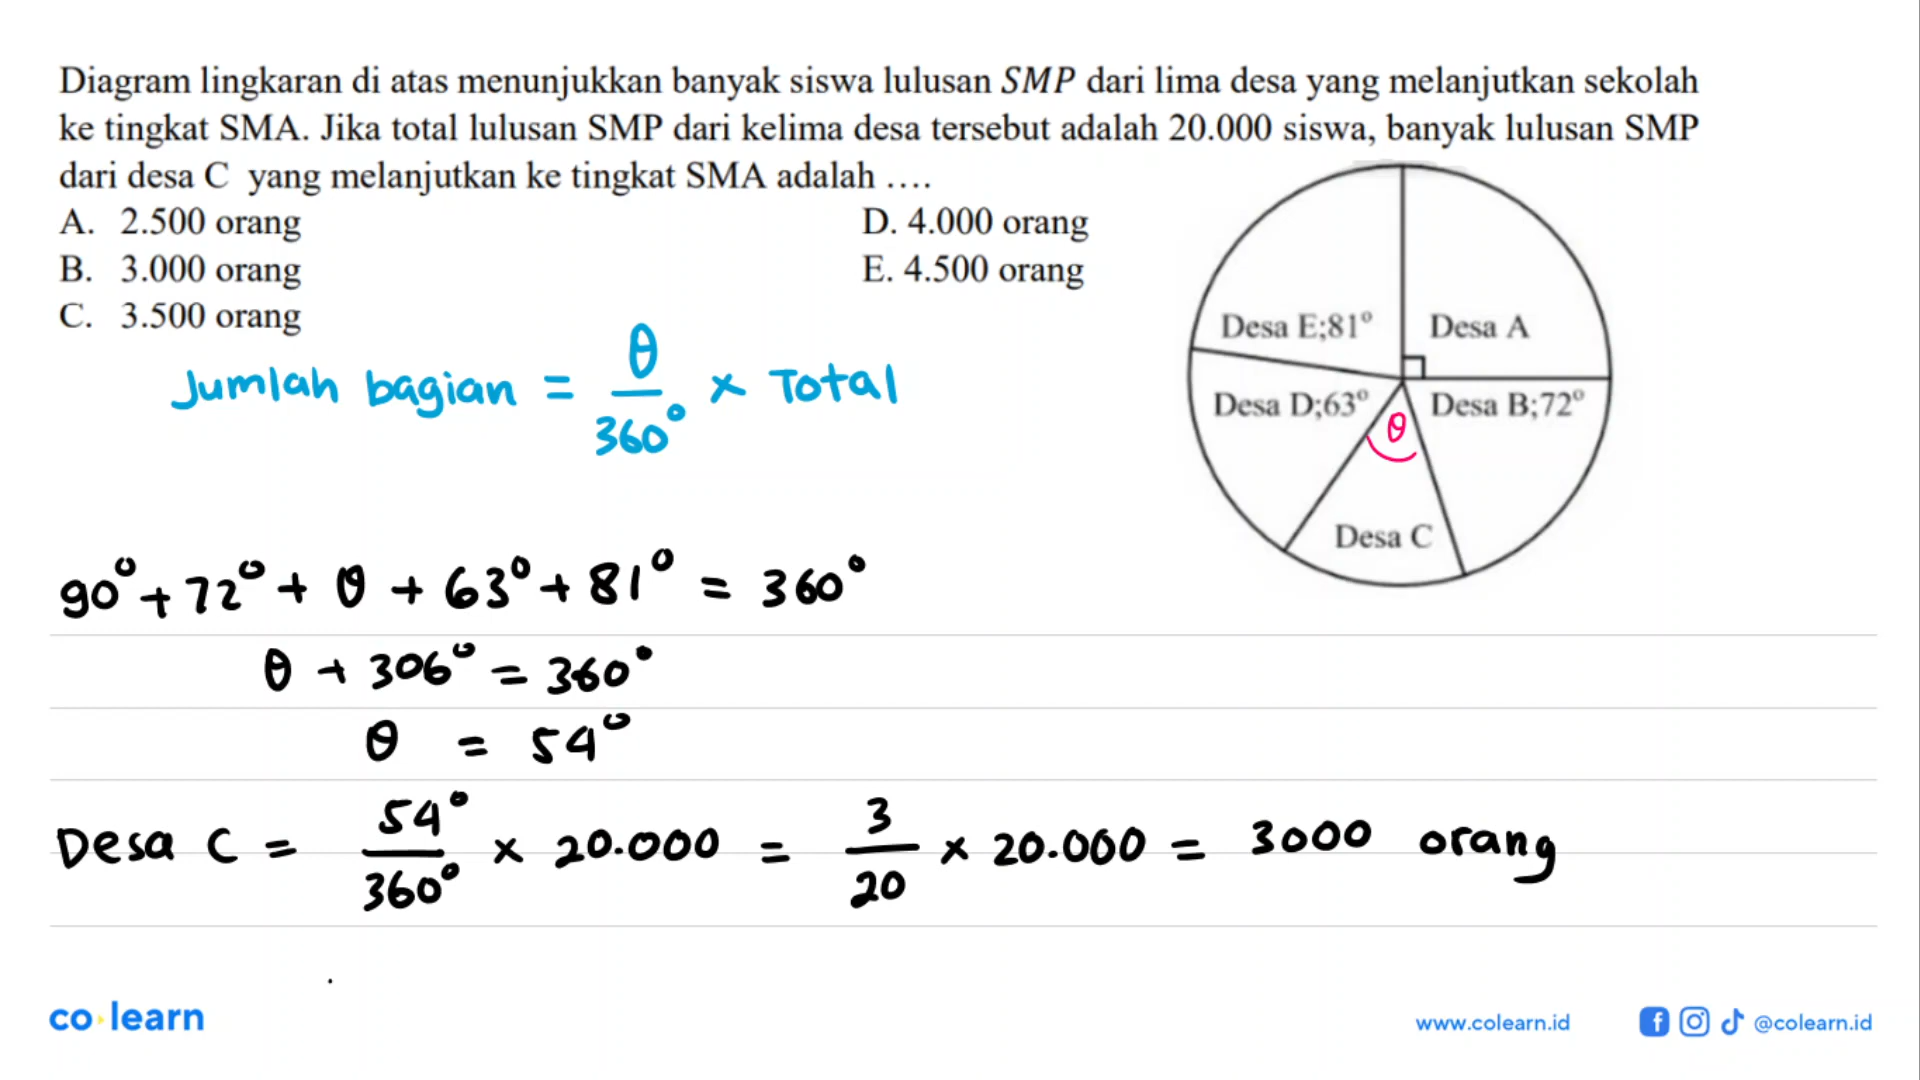 Diagram lingkaran di atas menunjukkan banyak siswa lulusan SMP dari lima desa yang melanjutkan sekolah
ke tingkat SMA. Jika total lulusan SMP dari kelima desa tersebut adalah 20.000 siswa, banyak lulusan SMP
dari desa C yang melanjutkan ke tingkat SMA adalah ….
A. 2.500 orang
B. 3.000 orang
C. 3.500 orang
D. 4.000 orang
E. 4.500 orang
Desa E;81° Desa A
Desa D;63° θ Desa B;72°
Desa C
Jumlah bagian = θ/360° × Total
90° + 72° + θ + 63° + 81° = 360°
θ + 306° = 360°
θ = 54°
Desa C = 54°/360° × 20.000 = 3/20 × 20.000 = 3000 orang
co learn
www.colearn.id @colearn.id